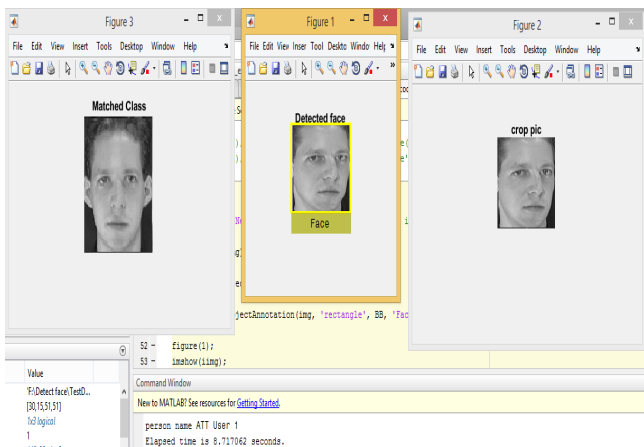 Figure 3
File Edit View Insert Tools Desktop Window Help
Matched Class
Figure 1
File Edit View Inser Tool Deskto Windo Help
Detected face
Face
Figure 2
File Edit View Insert Tools Desktop Window Help
crop pic
jectAnnotation(img, 'rectangle', BB, 'Fac
52 - figure(1);
53 - imshow(iimg);
Value
'F:\Detect face\TestD...
[30,15,51,51]
1x3 logical
1
Command Window
New to MATLAB? See resources for Getting Started.
person name ATT User 1
Elapsed time is 8.717062 seconds.